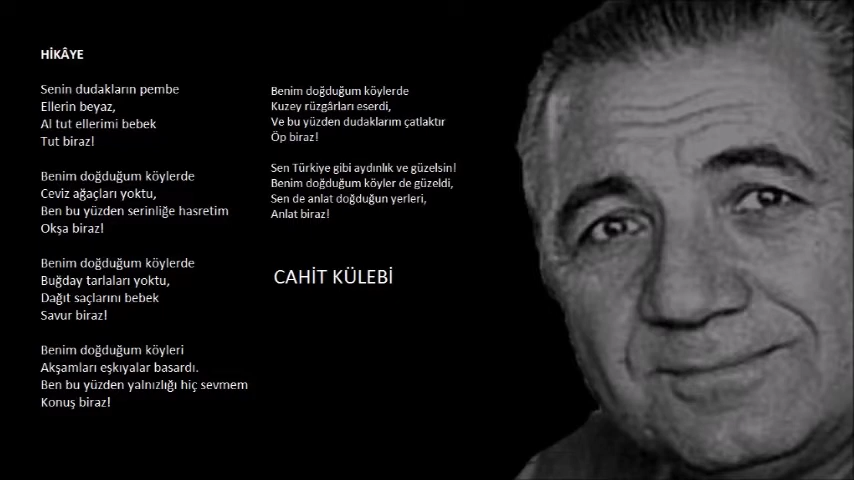 HİKÂYE
Senin dudakların pembe
Ellerin beyaz,
Al tut ellerimi bebek
Tut biraz!
Benim doğduğum köylerde
Ceviz ağaçları yoktu,
Ben bu yüzden serinliğe hasretim
Okşa biraz!
Benim doğduğum köylerde
Buğday tarlaları yoktu,
Dağıt saçlarını bebek
Savur biraz!
Benim doğduğum köyleri
Akşamları eşkıyalar basardı.
Ben bu yüzden yalnızlığı hiç sevmem
Konuş biraz!
Benim doğduğum köylerde
Kuzey rüzgârları eserdi,
Ve bu yüzden dudaklarım çatlaktır
Öp biraz!
Sen Türkiye gibi aydınlık ve güzelsin!
Benim doğduğum köyler de güzeldi,
Sen de anlat doğduğun yerleri,
Anlat biraz!
CAHİT KÜLEBİ